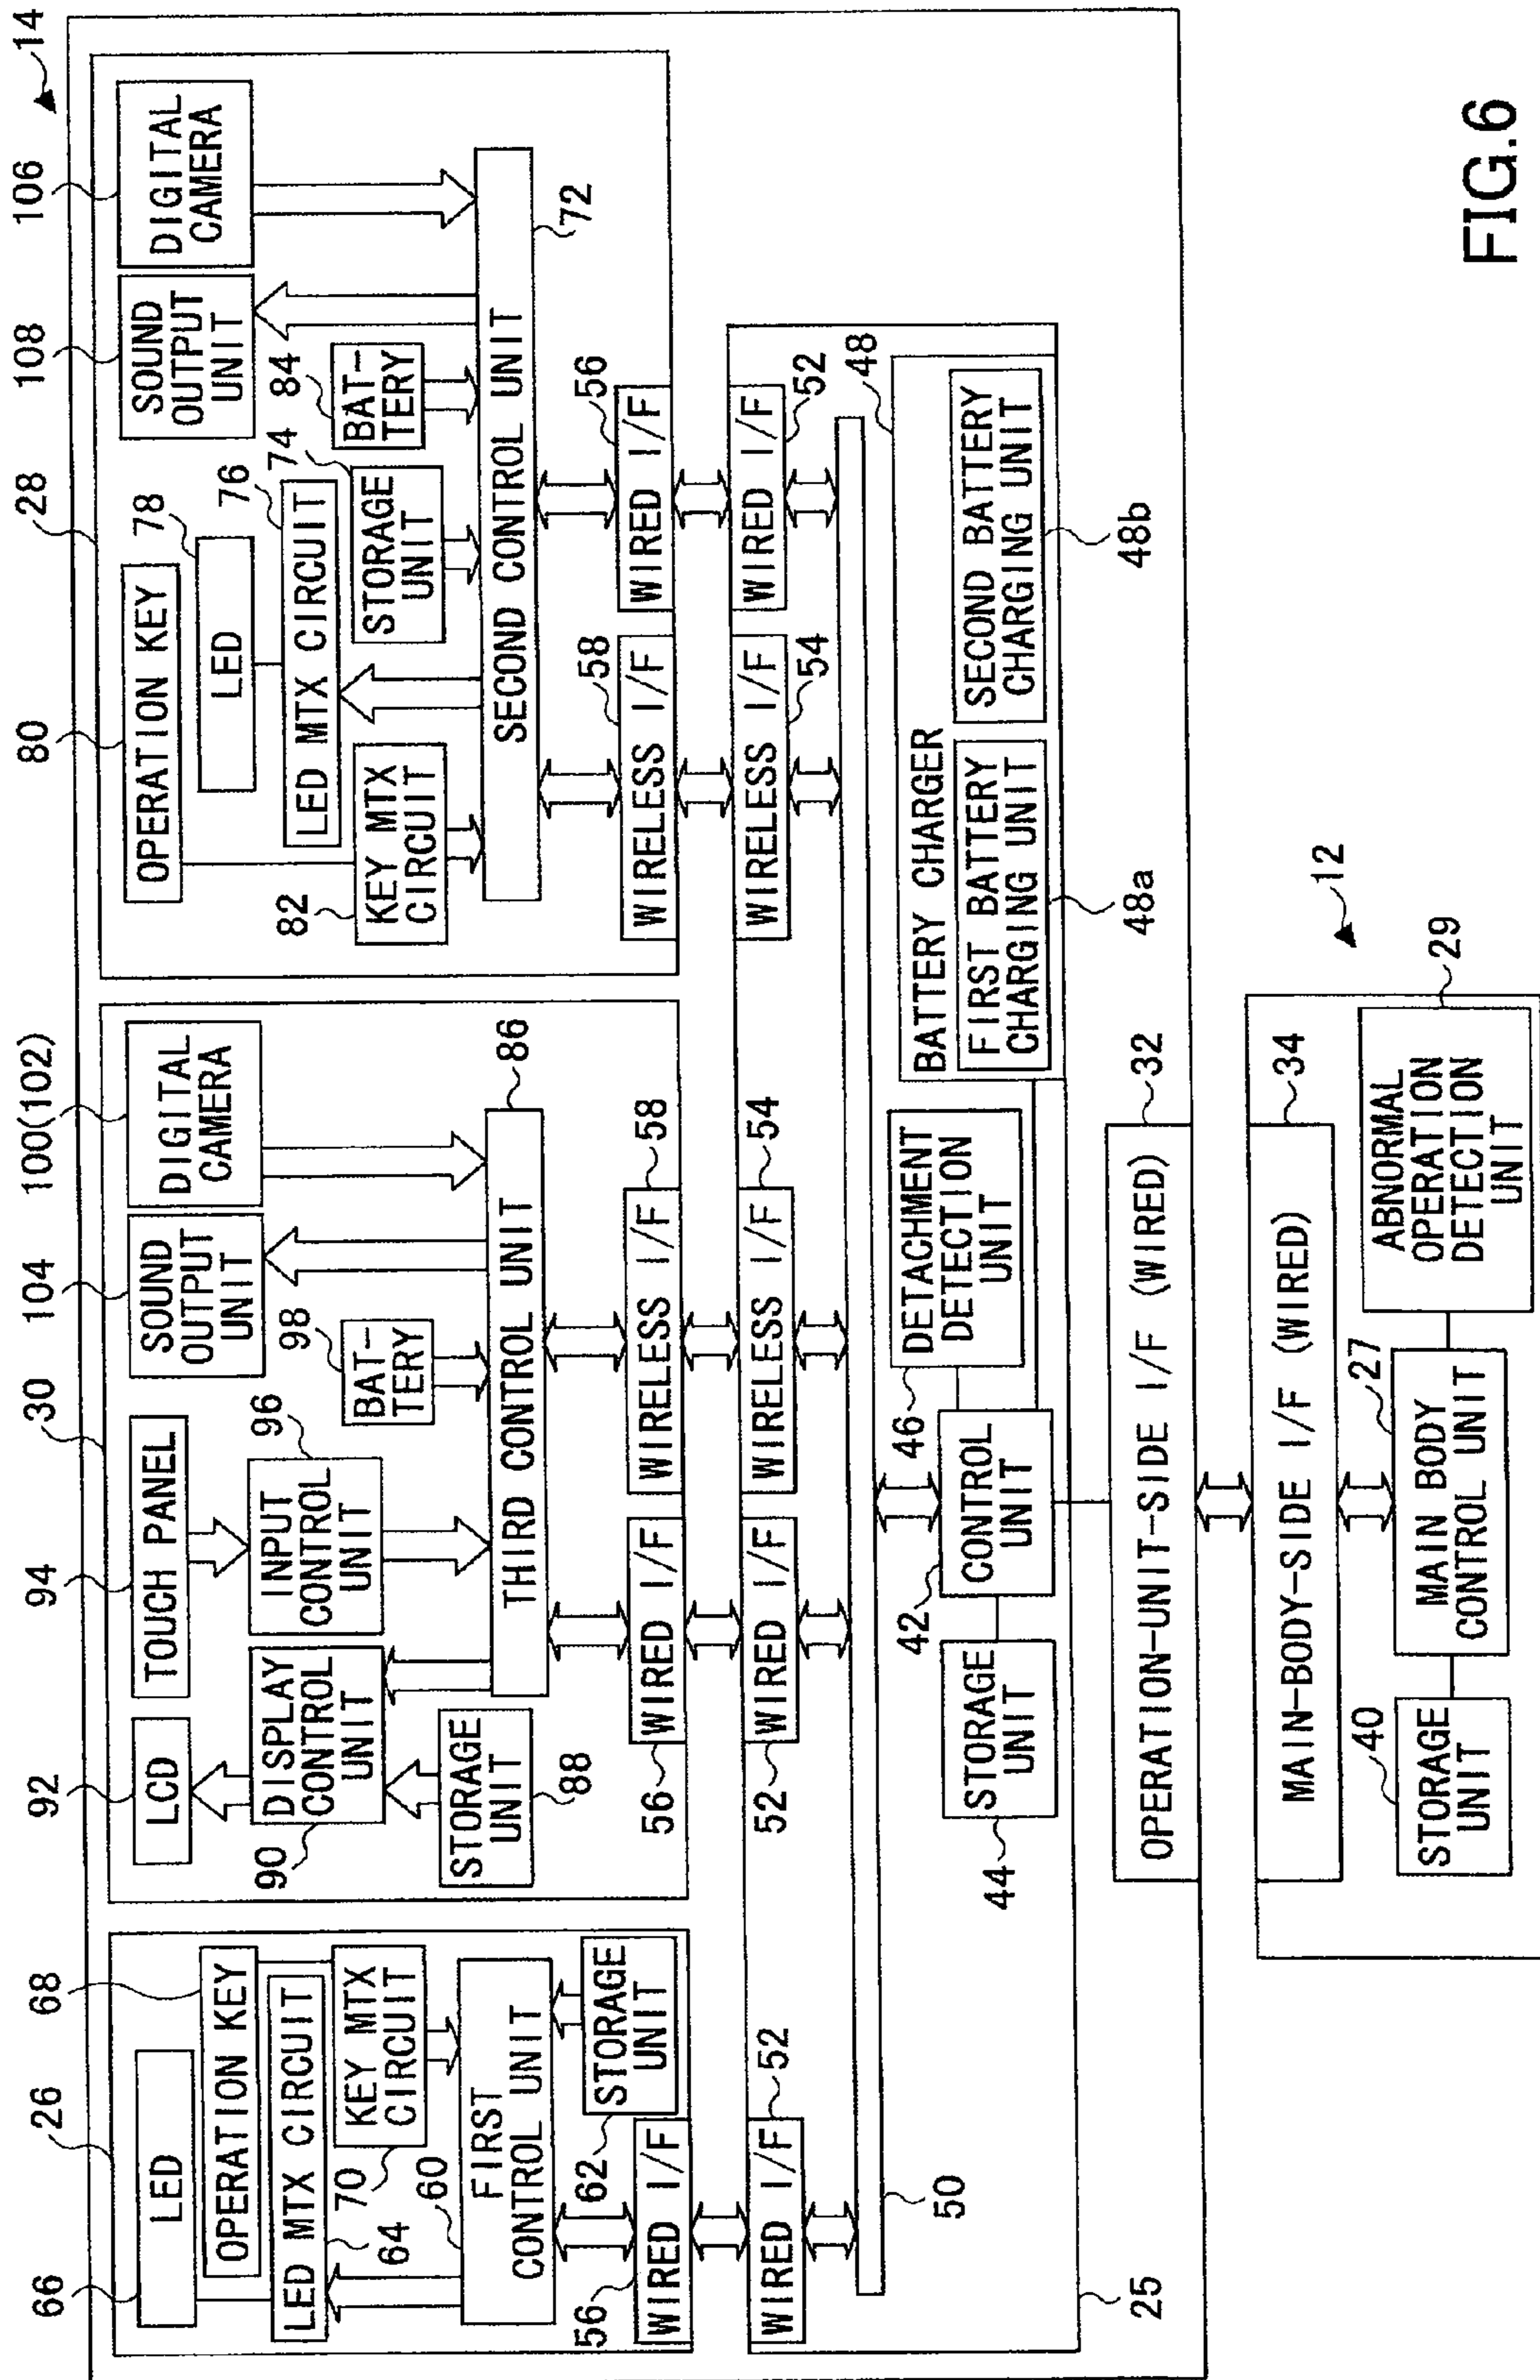 14
26
66
LED
68
OPERATION KEY
LED MTX CIRCUIT
64
KEY MTX
CIRCUIT
70
60
FIRST
CONTROL UNIT
STORAGE
UNIT
62
56
WIRED I/F
52
WIRED I/F
30
92
LCD
94
TOUCH PANEL
104
SOUND
OUTPUT
UNIT
100(102)
DIGITAL
CAMERA
90
DISPLAY
CONTROL
UNIT
96
INPUT
CONTROL
UNIT
98
BAT-
TERY
STORAGE
UNIT
88
86
THIRD CONTROL UNIT
56
WIRED I/F
58
WIRELESS I/F
52
WIRED I/F
54
WIRELESS I/F
28
80
OPERATION KEY
78
LED
76
LED MTX CIRCUIT
108
SOUND
OUTPUT
UNIT
106
DIGITAL
CAMERA
82
KEY MTX
CIRCUIT
74
STORAGE
UNIT
84
BAT-
TERY
72
SECOND CONTROL UNIT
58
WIRELESS I/F
56
WIRED I/F
54
WIRELESS I/F
52
WIRED I/F
50
25
44
STORAGE
UNIT
42
CONTROL
UNIT
46
DETACHMENT
DETECTION
UNIT
48
BATTERY CHARGER
FIRST BATTERY
CHARGING UNIT
48a
SECOND BATTERY
CHARGING UNIT
48b
OPERATION-UNIT-SIDE I/F (WIRED)
32
12
MAIN-BODY-SIDE I/F (WIRED)
34
40
STORAGE
UNIT
27
MAIN BODY
CONTROL UNIT
29
ABNORMAL
OPERATION
DETECTION
UNIT
FIG.6